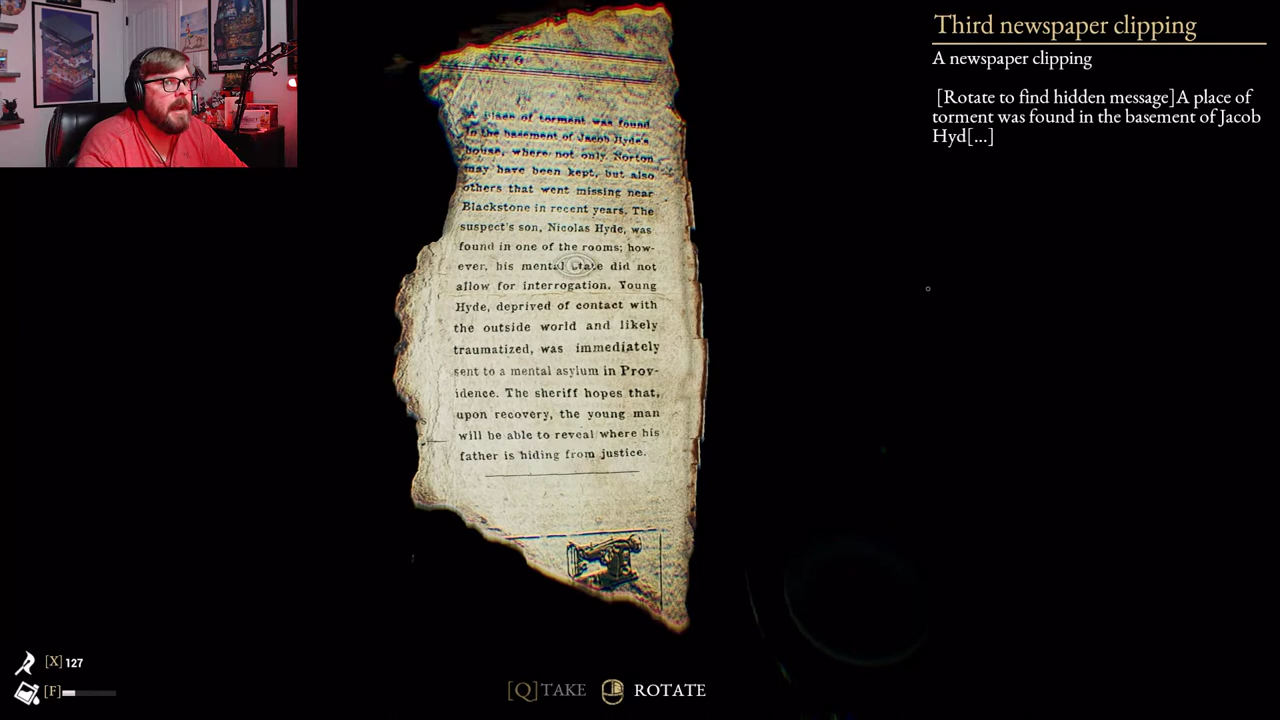 Third newspaper clipping
A newspaper clipping
[Rotate to find hidden message]A place of
torment was found in the basement of Jacob
Hyd[...]
Nr 6
A place of torment was found
in the basement of Jacob Hyde's
house, where not only Norton
may have been kept, but also
others that went missing near
Blackstone in recent years. The
suspect's son, Nicolas Hyde, was
found in one of the rooms; how-
ever, his mental state did not
allow for interrogation. Young
Hyde, deprived of contact with
the outside world and likely
traumatized, was immediately
sent to a mental asylum in Prov-
idence. The sheriff hopes that,
upon recovery, the young man
will be able to reveal where his
father is hiding from justice.
[X] 127
[F]
[Q] TAKE
ROTATE